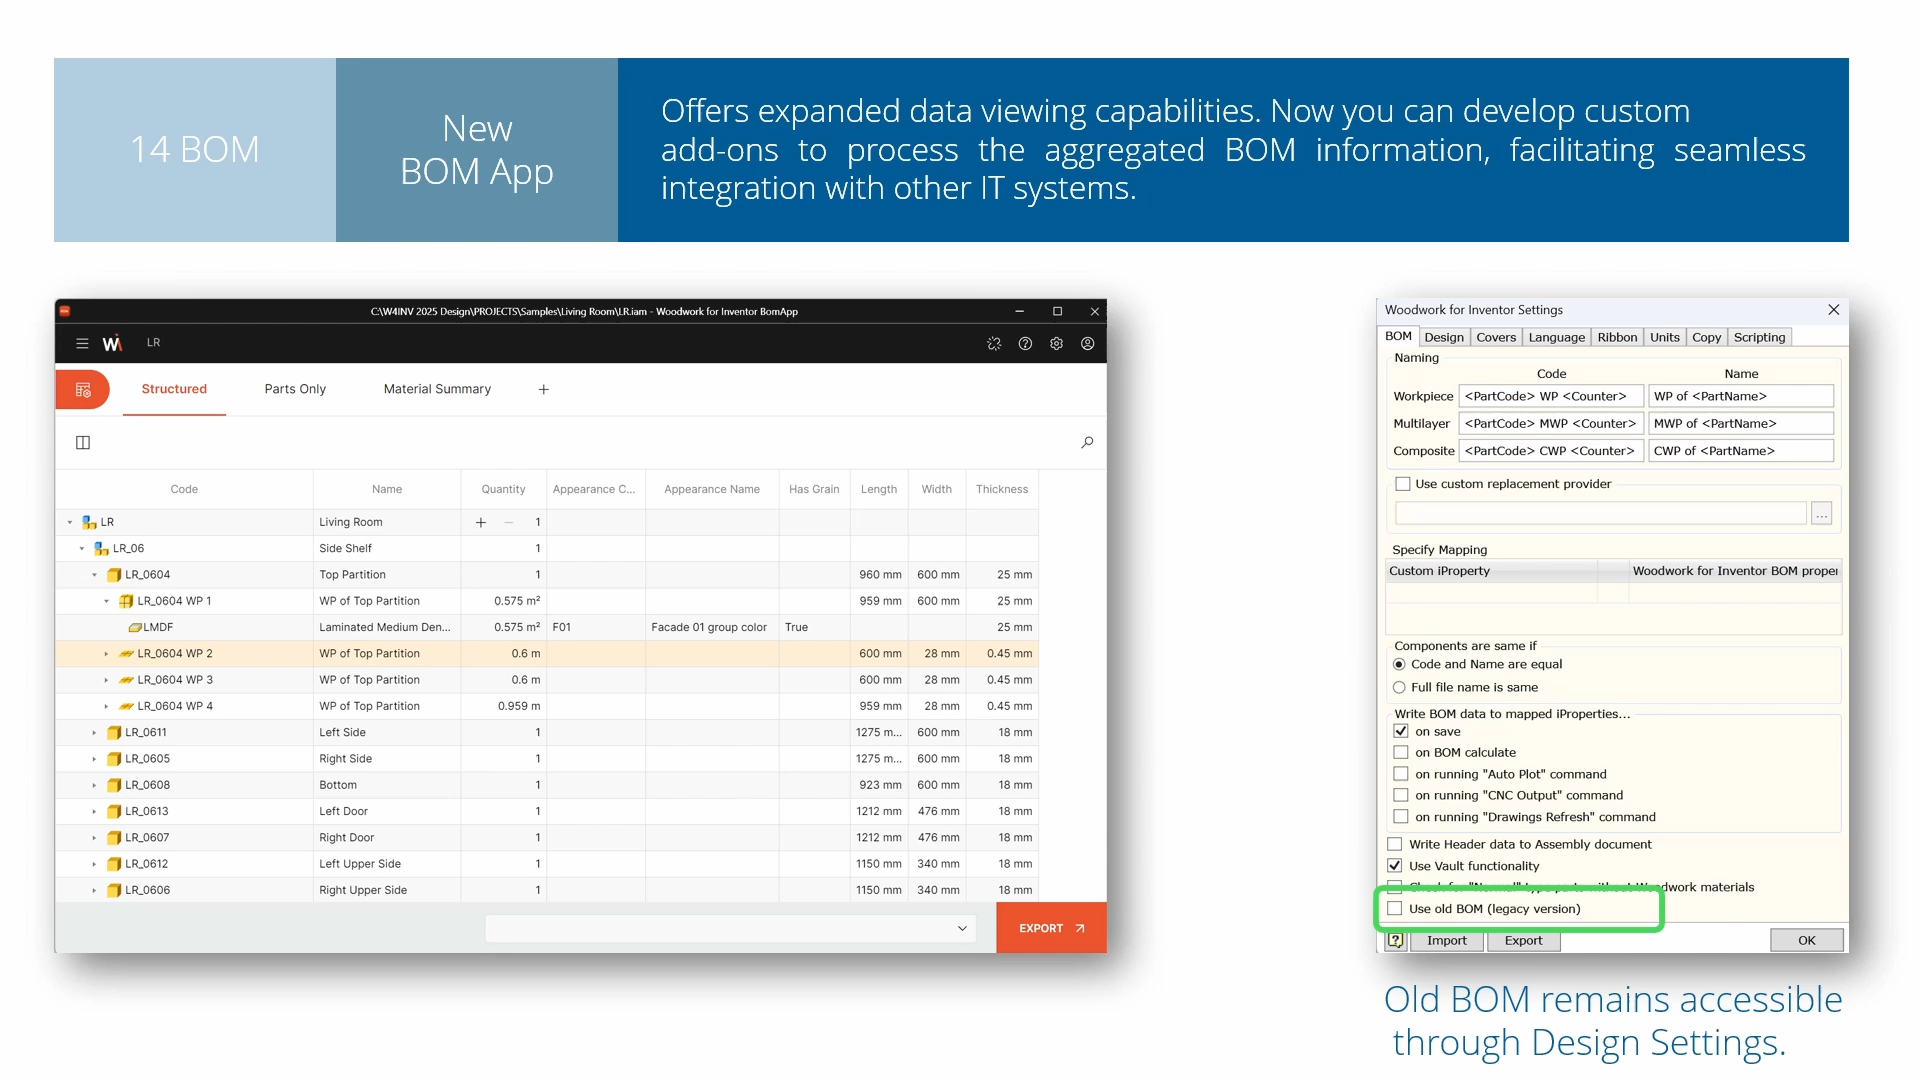 14 BOM
New
BOM App
Offers expanded data viewing capabilities. Now you can develop custom
add-ons to process the aggregated BOM information, facilitating seamless
integration with other IT systems.
C:\W4INV 2025 Design\PROJECTS\Samples\Living Room\LR.iam - Woodwork for Inventor BomApp
LR
Structured Parts Only Material Summary +
Code Name Quantity Appearance C... Appearance Name Has Grain Length Width Thickness
LR Living Room + − 1
LR_06 Side Shelf 1
LR_0604 Top Partition 1 960 mm 600 mm 25 mm
LR_0604 WP 1 WP of Top Partition 0.575 m² 959 mm 600 mm 25 mm
LMDF Laminated Medium Den... 0.575 m² F01 Facade 01 group color True 25 mm
LR_0604 WP 2 WP of Top Partition 0.6 m 600 mm 28 mm 0.45 mm
LR_0604 WP 3 WP of Top Partition 0.6 m 600 mm 28 mm 0.45 mm
LR_0604 WP 4 WP of Top Partition 0.959 m 959 mm 28 mm 0.45 mm
LR_0611 Left Side 1 1275 m... 600 mm 18 mm
LR_0605 Right Side 1 1275 m... 600 mm 18 mm
LR_0608 Bottom 1 923 mm 600 mm 18 mm
LR_0613 Left Door 1 1212 mm 476 mm 18 mm
LR_0607 Right Door 1 1212 mm 476 mm 18 mm
LR_0612 Left Upper Side 1 1150 mm 340 mm 18 mm
LR_0606 Right Upper Side 1 1150 mm 340 mm 18 mm
EXPORT
Woodwork for Inventor Settings
BOM Design Covers Language Ribbon Units Copy Scripting
Naming
Code Name
Workpiece <PartCode> WP <Counter> WP of <PartName>
Multilayer <PartCode> MWP <Counter> MWP of <PartName>
Composite <PartCode> CWP <Counter> CWP of <PartName>
Use custom replacement provider
...
Specify Mapping
Custom iProperty Woodwork for Inventor BOM proper
Components are same if
Code and Name are equal
Full file name is same
Write BOM data to mapped iProperties...
on save
on BOM calculate
on running "Auto Plot" command
on running "CNC Output" command
on running "Drawings Refresh" command
Write Header data to Assembly document
Use Vault functionality
Check for "Normal" type parts without Woodwork materials
Use old BOM (legacy version)
? Import Export OK
Old BOM remains accessible
through Design Settings.